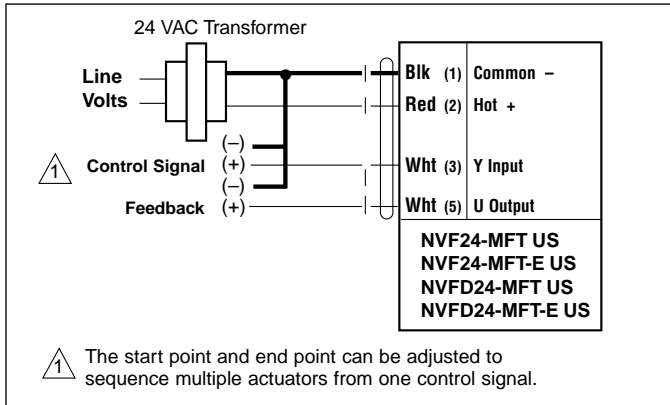 24 VAC Transformer
Line
Volts
Blk (1) Common –
Red (2) Hot +
(–)
1 Control Signal (+) Wht (3) Y Input
(–)
Feedback (+) Wht (5) U Output
NVF24-MFT US
NVF24-MFT-E US
NVFD24-MFT US
NVFD24-MFT-E US
1 The start point and end point can be adjusted to
sequence multiple actuators from one control signal.